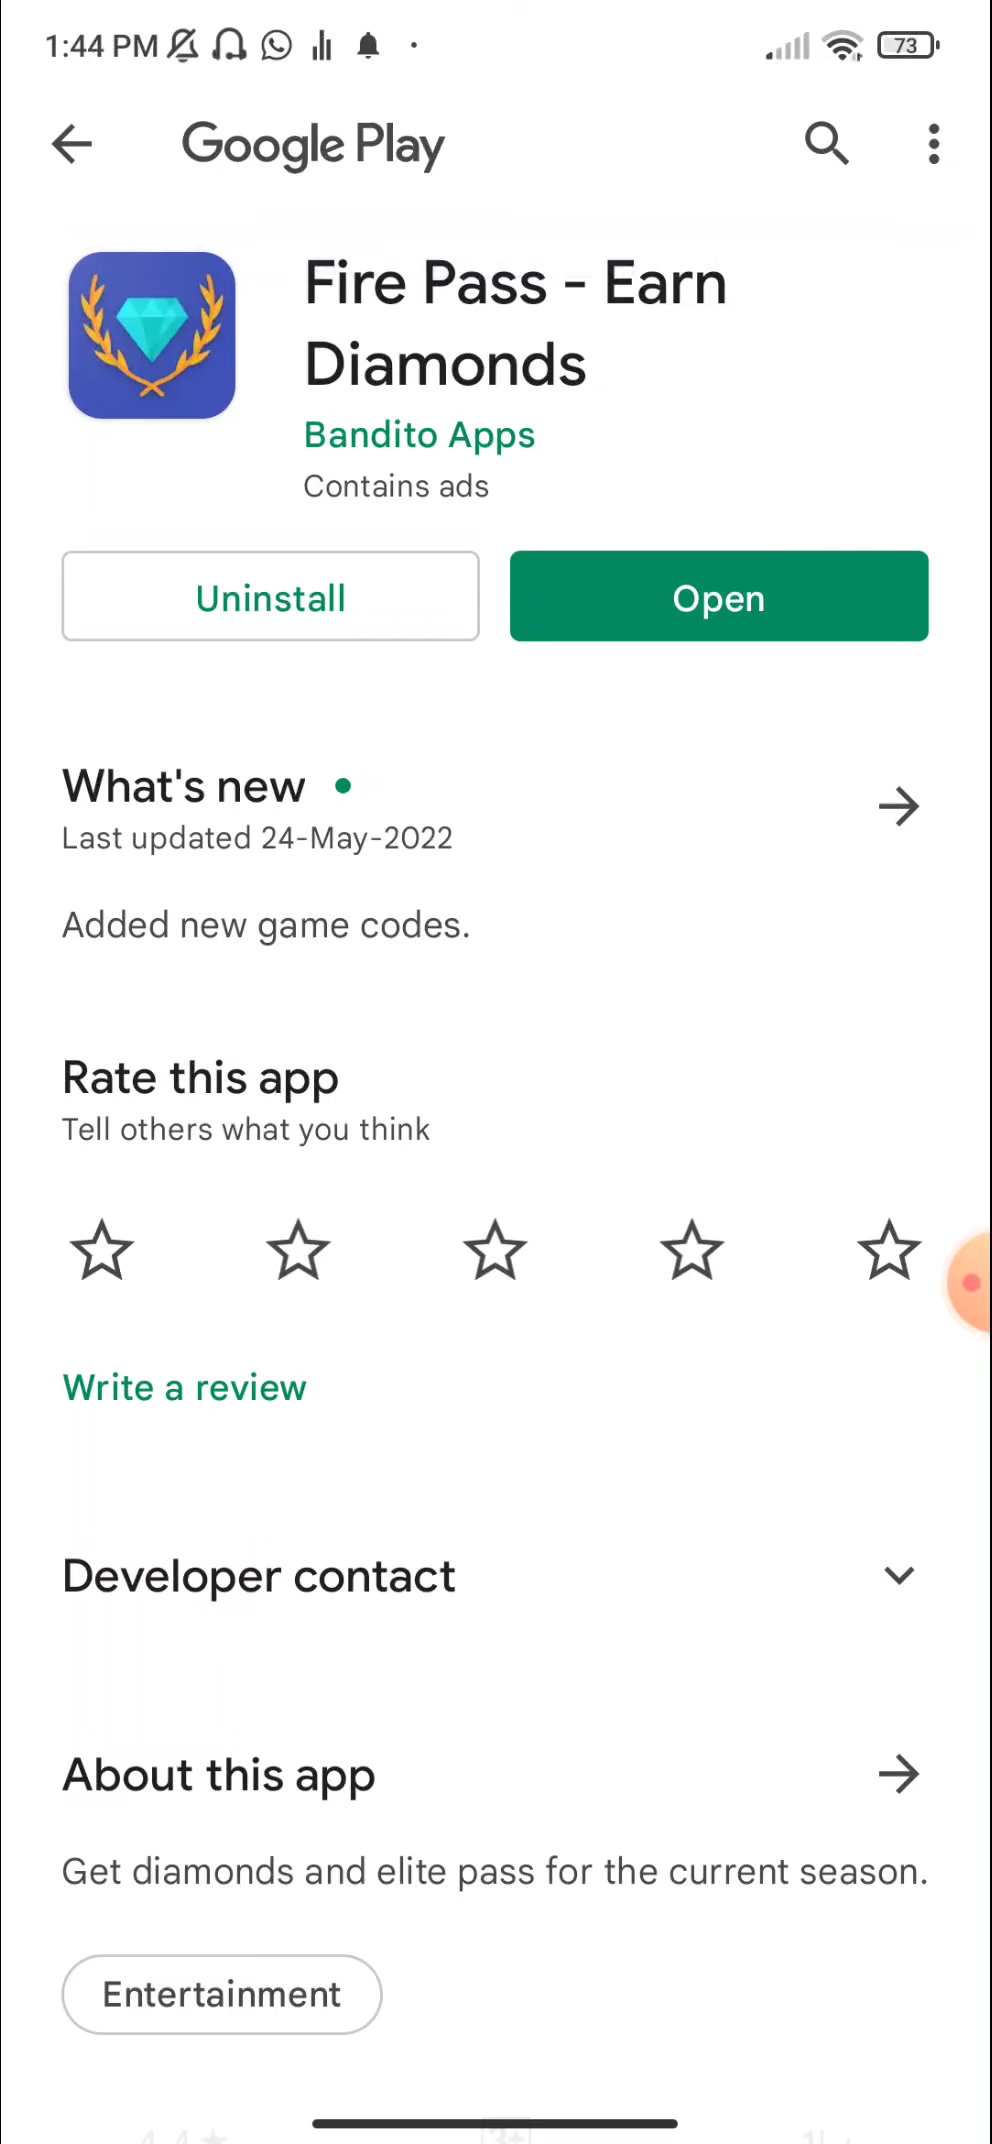 1:44 PM
73
Google Play
Fire Pass - Earn
Diamonds
Bandito Apps
Contains ads
Uninstall
Open
What's new
Last updated 24-May-2022
Added new game codes.
Rate this app
Tell others what you think
Write a review
Developer contact
About this app
Get diamonds and elite pass for the current season.
Entertainment